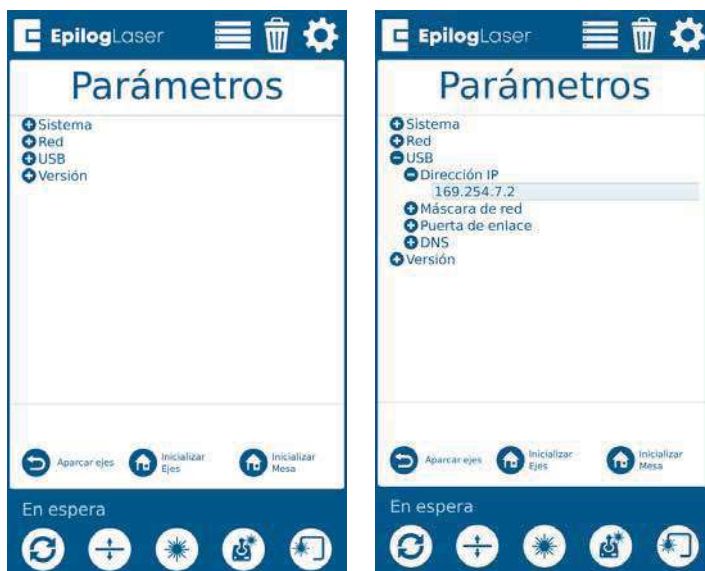 EpilogLaser
Parámetros
Sistema
Red
USB
Versión
Aparcar ejes
Inicializar
Ejes
Inicializar
Mesa
En espera
EpilogLaser
Parámetros
Sistema
Red
USB
Dirección IP
169.254.7.2
Máscara de red
Puerta de enlace
DNS
Versión
Aparcar ejes
Inicializar
Ejes
Inicializar
Mesa
En espera